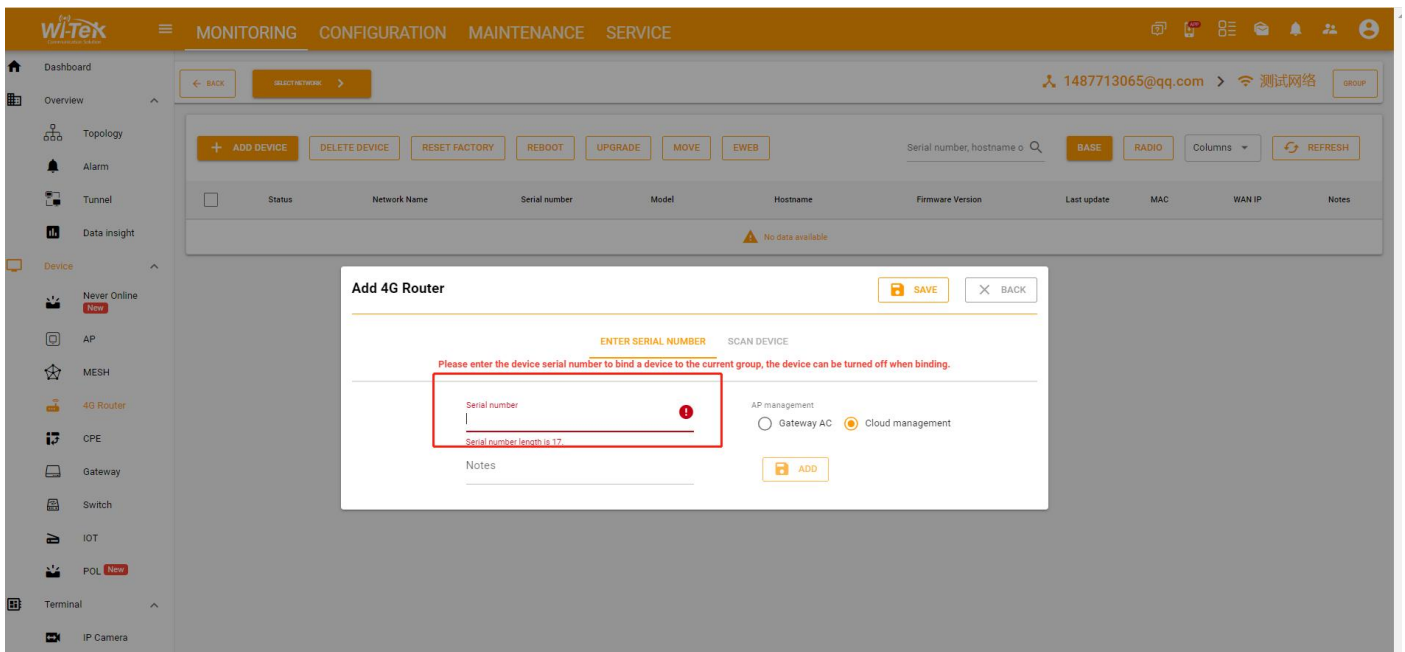 Wi-Tek
MONITORING CONFIGURATION MAINTENANCE SERVICE
Dashboard
Overview
Topology
Alarm
Tunnel
Data insight
Device
Never Online
New
AP
MESH
4G Router
CPE
Gateway
Switch
IOT
POL New
Terminal
IP Camera
BACK SELECT NETWORK 1487713065@qq.com > 测试网络 GROUP
+ ADD DEVICE DELETE DEVICE RESET FACTORY REBOOT UPGRADE MOVE EWEB Serial number, hostname o BASE RADIO Columns REFRESH
Status Network Name Serial number Model Hostname Firmware Version Last update MAC WAN IP Notes
No data available
Add 4G Router SAVE BACK
ENTER SERIAL NUMBER SCAN DEVICE
Please enter the device serial number to bind a device to the current group, the device can be turned off when binding.
Serial number AP management
Gateway AC Cloud management
Serial number length is 17.
Notes ADD